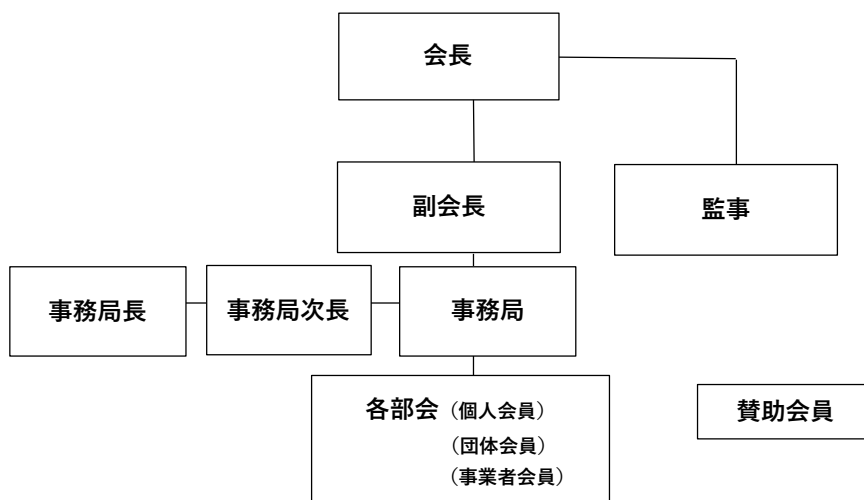 会長
副会長
監事
事務局長
事務局次長
事務局
各部会（個人会員）
（団体会員）
（事業者会員）
賛助会員